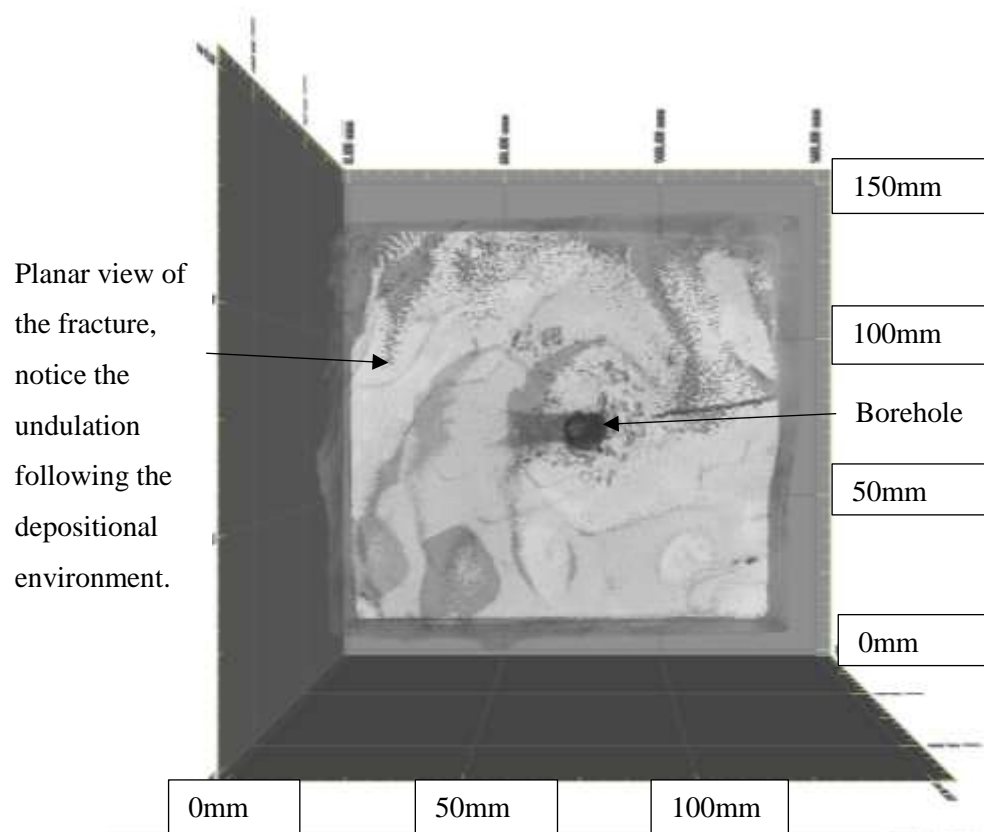 150mm
Planar view of
the fracture,
notice the
undulation
following the
depositional
environment.
100mm
Borehole
50mm
0mm
0mm
50mm
100mm